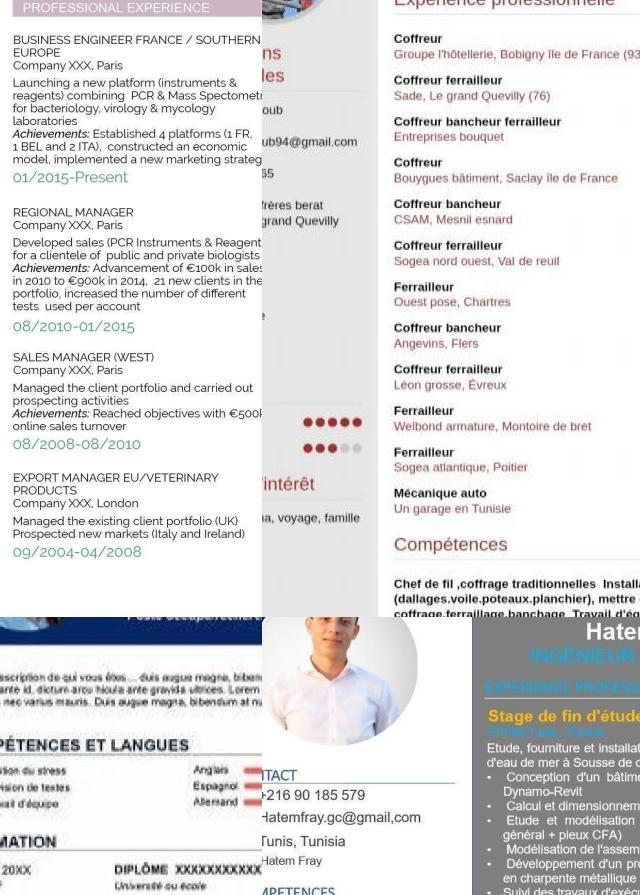 PROFESSIONAL EXPERIENCE
BUSINESS ENGINEER FRANCE / SOUTHERN
EUROPE
Company XXX, Paris
Launching a new platform (instruments &
reagents) combining PCR & Mass Spectometr
for bacteriology, virology & mycology
laboratories
Achievements: Established 4 platforms (1 FR,
1 BEL and 2 ITA), constructed an economic
model, implemented a new marketing strateg
01/2015-Present
REGIONAL MANAGER
Company XXX, Paris
Developed sales (PCR Instruments & Reagent
for a clientele of public and private biologists
Achievements: Advancement of €100k in sales
in 2010 to €900k in 2014, 21 new clients in the
portfolio, increased the number of different
tests used per account
08/2010-01/2015
SALES MANAGER (WEST)
Company XXX, Paris
Managed the client portfolio and carried out
prospecting activities
Achievements: Reached objectives with €500k
online sales turnover
08/2008-08/2010
EXPORT MANAGER EU/VETERINARY
PRODUCTS
Company XXX, London
Managed the existing client portfolio (UK)
Prospected new markets (Italy and Ireland)
09/2004-04/2008
ns
les
oub
ub94@gmail.com
65
frères berat
grand Quevilly
'intérêt
a, voyage, famille
Expérience professionnelle
Coffreur
Groupe l'hôtellerie, Bobigny île de France (93
Coffreur ferrailleur
Sade, Le grand Quevilly (76)
Coffreur bancheur ferrailleur
Entreprises bouquet
Coffreur
Bouygues bâtiment, Saclay île de France
Coffreur bancheur
CSAM, Mesnil esnard
Coffreur ferrailleur
Sogea nord ouest, Val de reuil
Ferrailleur
Ouest pose, Chartres
Coffreur bancheur
Angevins, Flers
Coffreur ferrailleur
Léon grosse, Évreux
Ferrailleur
Welbond armature, Montoire de bret
Ferrailleur
Sogea atlantique, Poitier
Mécanique auto
Un garage en Tunisie
Compétences
Chef de fil ,coffrage traditionnelles Install
(dallages.voile.poteaux.planchier), mettre
coffrage.ferraillage.banchage Travail d'éq
scription de qui vous êtes... duis augue magna, biben
ante id, dictum arcu hicula ante gravida ultrices. Lorem
nec varius mauris. Duis augue magna, bibendum at nu
PÉTENCES ET LANGUES
tion du stress
Anglais
vision de textes
Espagnol
vail d'équipe
Allemand
MATION
20XX
DIPLÔME XXXXXXXXXXX
Université ou école
NTACT
+216 90 185 579
Hatemfray.gc@gmail,com
Tunis, Tunisia
Hatem Fray
MPETENCES
Hater
INGENIEUR
EXPERIENCE PROFESS
Stage de fin d'étude
Etude, fourniture et installat
d'eau de mer à Sousse de c
• Conception d'un bâtime
Dynamo-Revit
• Calcul et dimensionnem
• Etude et modélisation
général + pieux CFA)
• Modélisation de l'assem
• Développement d'un pro
en charpente métallique
• Suivi des travaux d'exéc